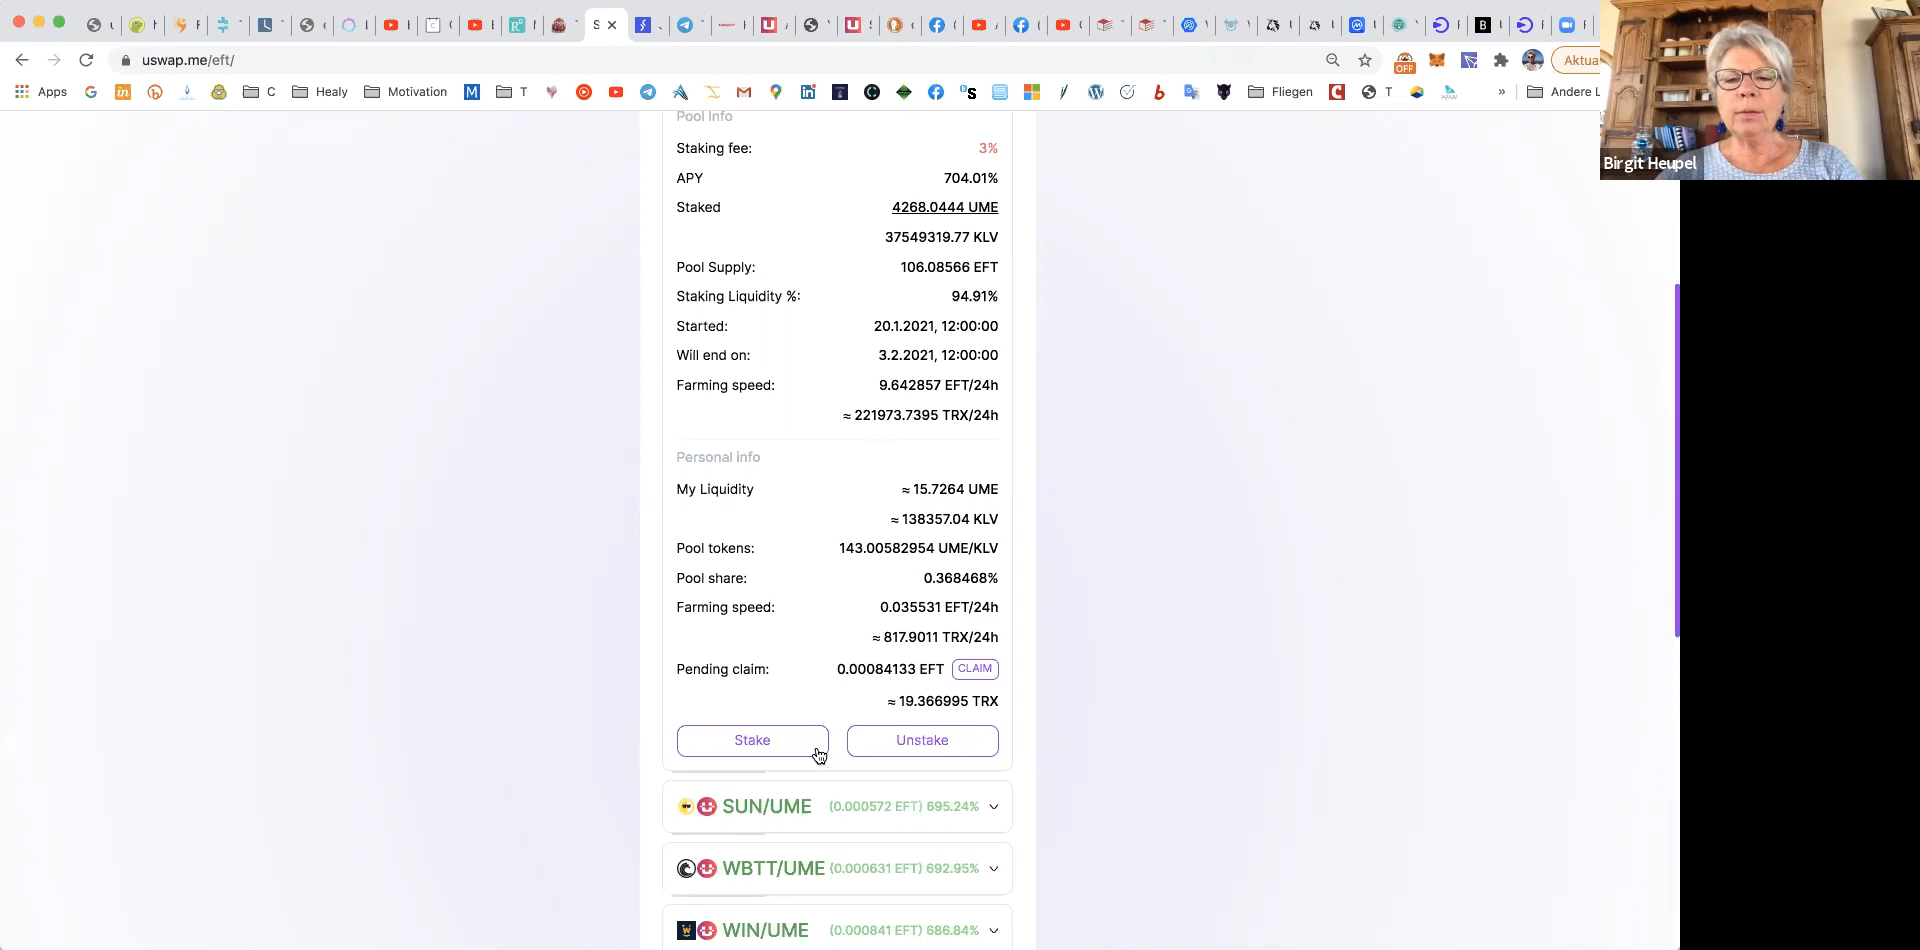 uswap.me/eft/
OFF
Aktua
Apps
C
Healy
Motivation
T
Fliegen
T
»
Andere L
Birgit Heupel
Pool Info
Staking fee: 3%
APY 704.01%
Staked 4268.0444 UME
37549319.77 KLV
Pool Supply: 106.08566 EFT
Staking Liquidity %: 94.91%
Started: 20.1.2021, 12:00:00
Will end on: 3.2.2021, 12:00:00
Farming speed: 9.642857 EFT/24h
≈ 221973.7395 TRX/24h
Personal info
My Liquidity ≈ 15.7264 UME
≈ 138357.04 KLV
Pool tokens: 143.00582954 UME/KLV
Pool share: 0.368468%
Farming speed: 0.035531 EFT/24h
≈ 817.9011 TRX/24h
Pending claim: 0.00084133 EFT CLAIM
≈ 19.366995 TRX
Stake Unstake
SUN/UME (0.000572 EFT) 695.24%
WBTT/UME (0.000631 EFT) 692.95%
WIN/UME (0.000841 EFT) 686.84%